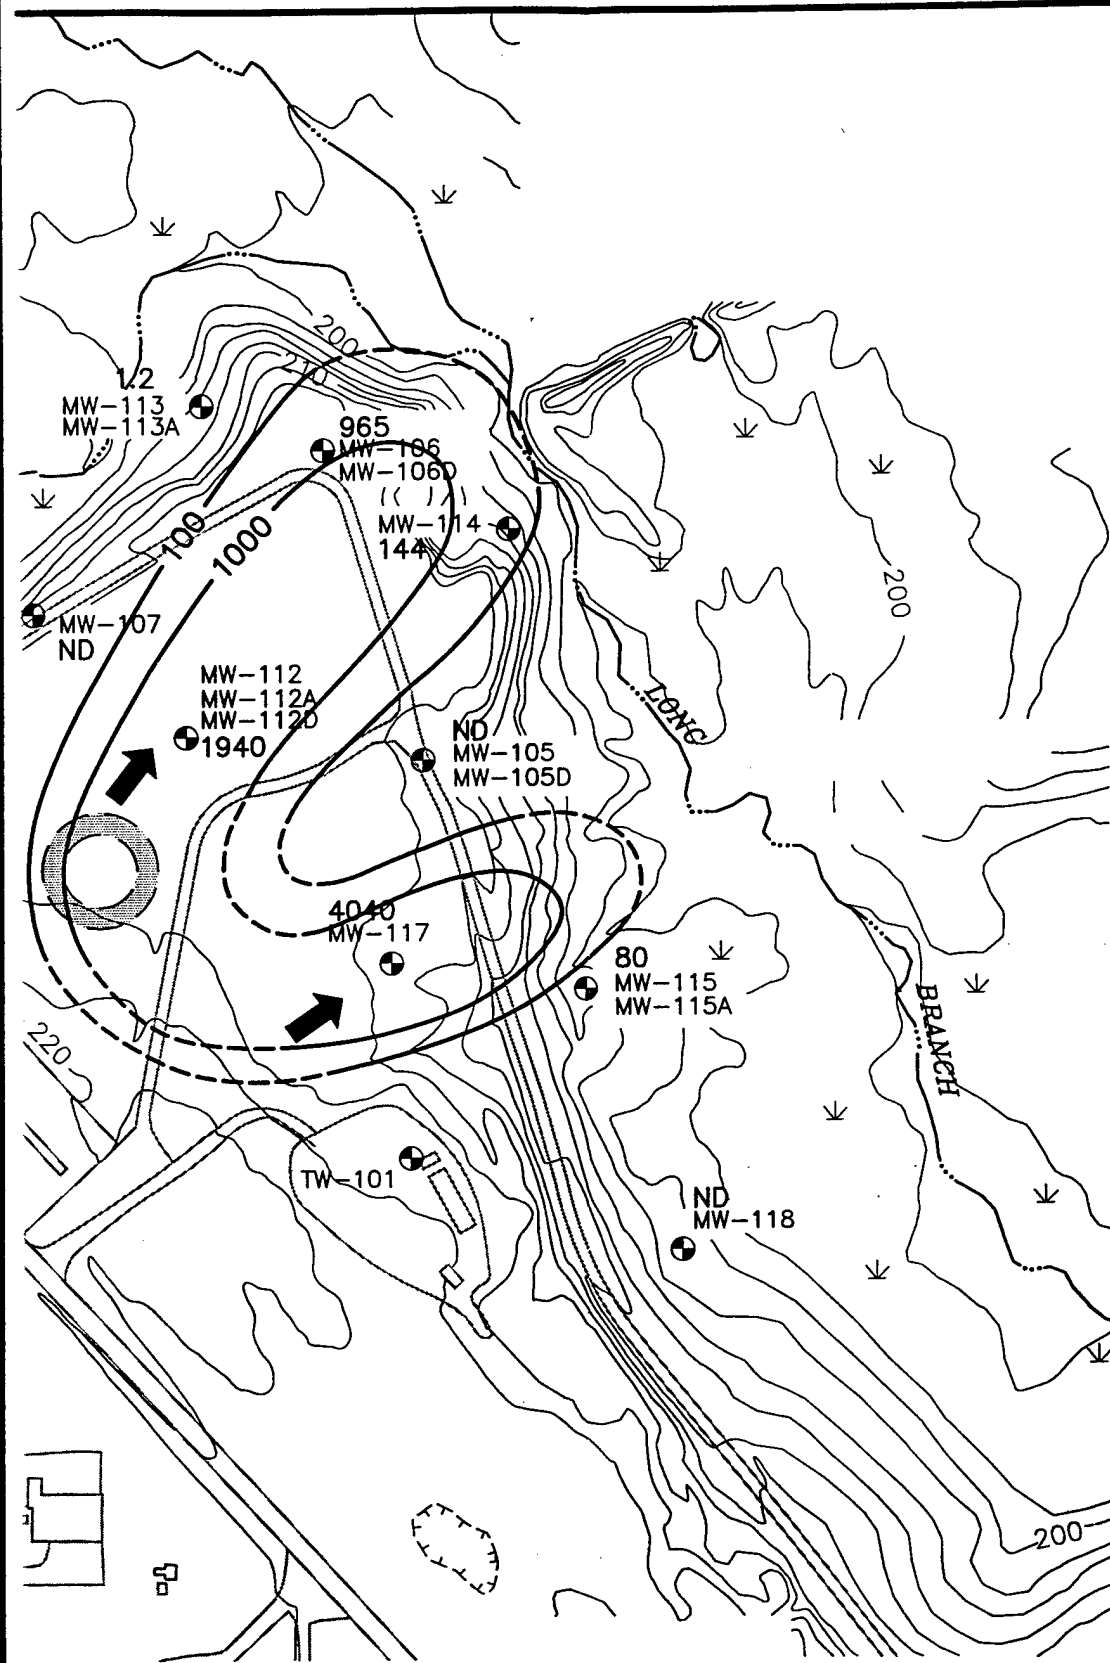 200
210
1.2
MW-113
MW-113A
965
MW-106
MW-106D
MW-114
144
100
1000
200
MW-107
ND
MW-112
MW-112A
MW-112D
1940
LONG
ND
MW-105
MW-105D
4040
MW-117
80
MW-115
MW-115A
BRANCH
220
TW-101
ND
MW-118
200